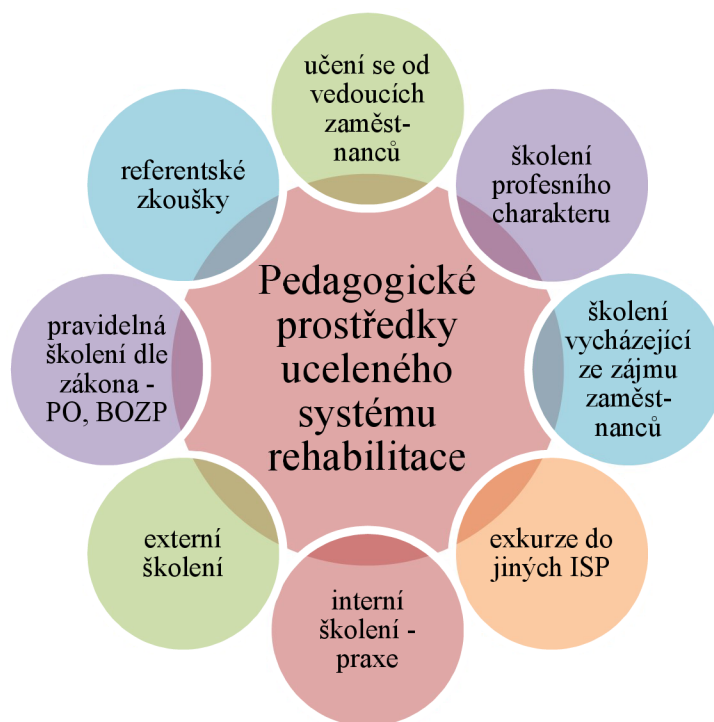 učení se od
vedoucích
zaměst-
nanců
školení
profesního
charakteru
školení
vycházející
ze zájmu
zaměst-
nanců
exkurze do
jiných ISP
interní
školení -
praxe
externí
školení
pravidelná
školení dle
zákona -
PO, BOZP
referentské
zkoušky
Pedagogické
prostředky
uceleného
systému
rehabilitace